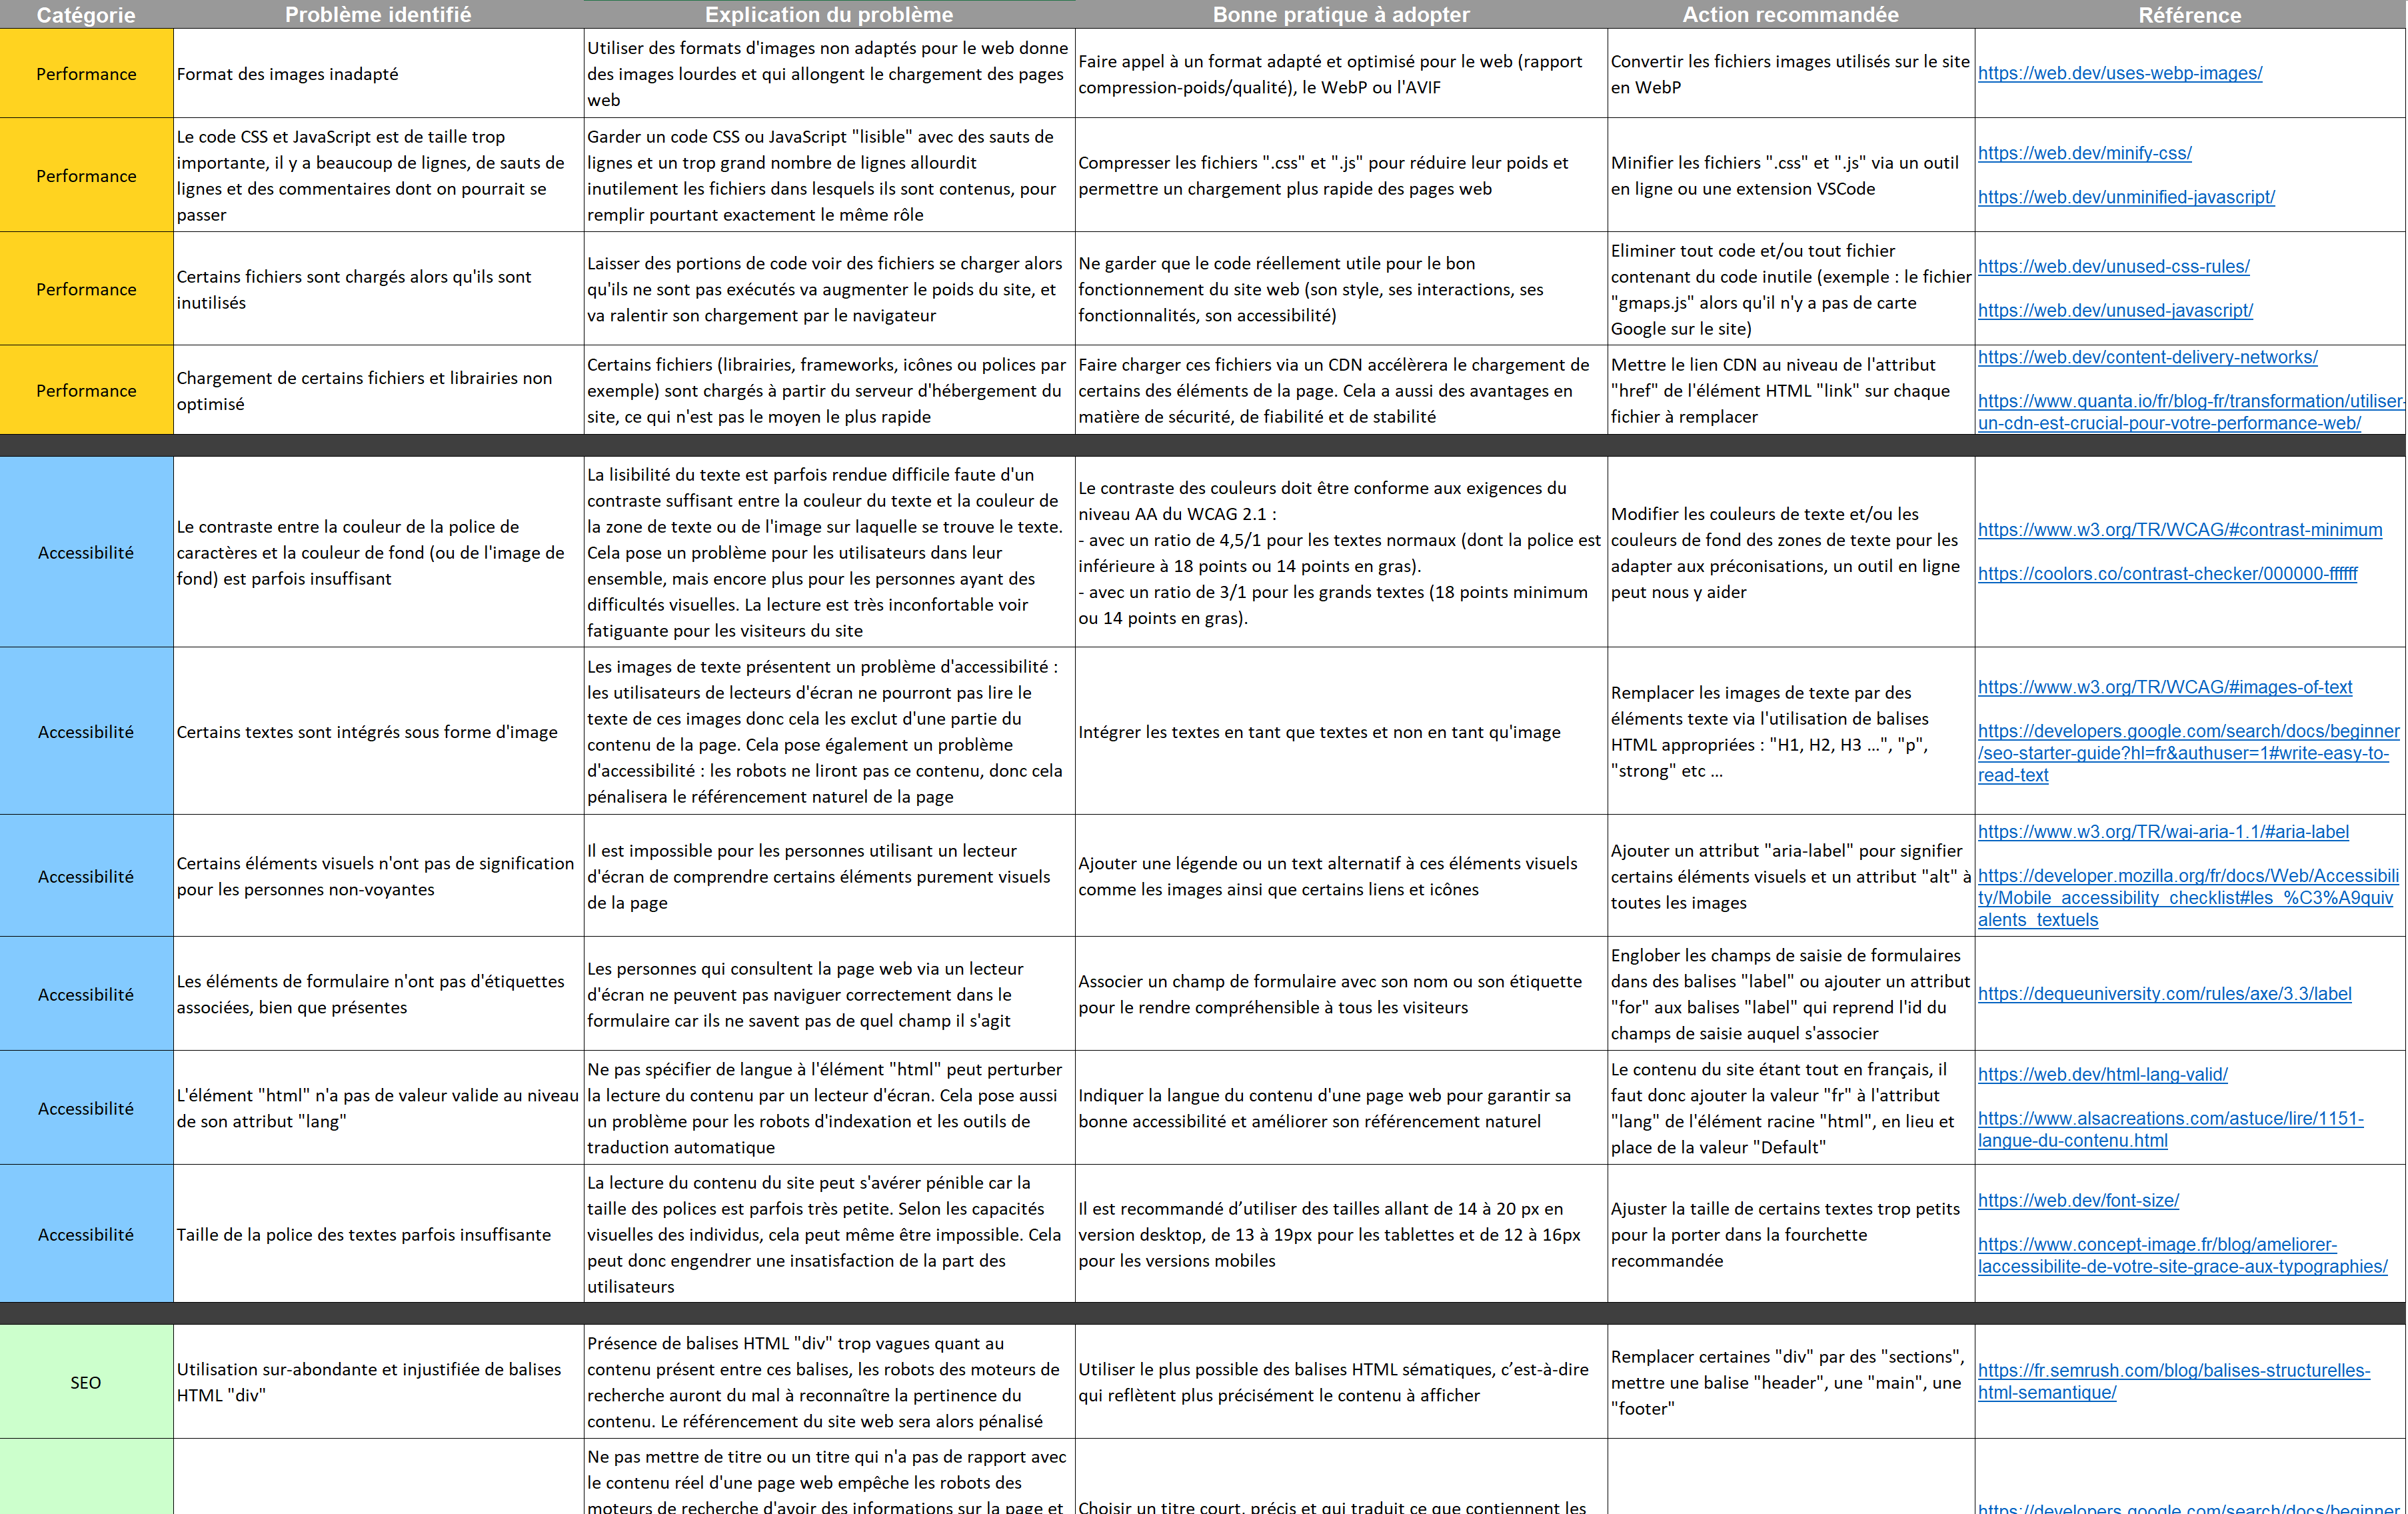 Catégorie
Problème identifié
Explication du problème
Bonne pratique à adopter
Action recommandée
Référence
Performance
Format des images inadapté
Utiliser des formats d'images non adaptés pour le web donne
des images lourdes et qui allongent le chargement des pages
web
Faire appel à un format adapté et optimisé pour le web (rapport
compression-poids/qualité), le WebP ou l'AVIF
Convertir les fichiers images utilisés sur le site
en WebP
https://web.dev/uses-webp-images/
Performance
Le code CSS et JavaScript est de taille trop
importante, il y a beaucoup de lignes, de sauts de
lignes et des commentaires dont on pourrait se
passer
Garder un code CSS ou JavaScript "lisible" avec des sauts de
lignes et un trop grand nombre de lignes allourdit
inutilement les fichiers dans lesquels ils sont contenus, pour
remplir pourtant exactement le même rôle
Compresser les fichiers ".css" et ".js" pour réduire leur poids et
permettre un chargement plus rapide des pages web
Minifier les fichiers ".css" et ".js" via un outil
en ligne ou une extension VSCode
https://web.dev/minify-css/
https://web.dev/unminified-javascript/
Performance
Certains fichiers sont chargés alors qu'ils sont
inutilisés
Laisser des portions de code voir des fichiers se charger alors
qu'ils ne sont pas exécutés va augmenter le poids du site, et
va ralentir son chargement par le navigateur
Ne garder que le code réellement utile pour le bon
fonctionnement du site web (son style, ses interactions, ses
fonctionnalités, son accessibilité)
Eliminer tout code et/ou tout fichier
contenant du code inutile (exemple : le fichier
"gmaps.js" alors qu'il n'y a pas de carte
Google sur le site)
https://web.dev/unused-css-rules/
https://web.dev/unused-javascript/
Performance
Chargement de certains fichiers et librairies non
optimisé
Certains fichiers (librairies, frameworks, icônes ou polices par
exemple) sont chargés à partir du serveur d'hébergement du
site, ce qui n'est pas le moyen le plus rapide
Faire charger ces fichiers via un CDN accélèrera le chargement de
certains des éléments de la page. Cela a aussi des avantages en
matière de sécurité, de fiabilité et de stabilité
Mettre le lien CDN au niveau de l'attribut
"href" de l'élément HTML "link" sur chaque
fichier à remplacer
https://web.dev/content-delivery-networks/
https://www.quanta.io/fr/blog-fr/transformation/utiliser-
un-cdn-est-crucial-pour-votre-performance-web/
Accessibilité
Le contraste entre la couleur de la police de
caractères et la couleur de fond (ou de l'image de
fond) est parfois insuffisant
La lisibilité du texte est parfois rendue difficile faute d'un
contraste suffisant entre la couleur du texte et la couleur de
la zone de texte ou de l'image sur laquelle se trouve le texte.
Cela pose un problème pour les utilisateurs dans leur
ensemble, mais encore plus pour les personnes ayant des
difficultés visuelles. La lecture est très inconfortable voir
fatiguante pour les visiteurs du site
Le contraste des couleurs doit être conforme aux exigences du
niveau AA du WCAG 2.1 :
- avec un ratio de 4,5/1 pour les textes normaux (dont la police est
inférieure à 18 points ou 14 points en gras).
- avec un ratio de 3/1 pour les grands textes (18 points minimum
ou 14 points en gras).
Modifier les couleurs de texte et/ou les
couleurs de fond des zones de texte pour les
adapter aux préconisations, un outil en ligne
peut nous y aider
https://www.w3.org/TR/WCAG/#contrast-minimum
https://coolors.co/contrast-checker/000000-ffffff
Accessibilité
Certains textes sont intégrés sous forme d'image
Les images de texte présentent un problème d'accessibilité :
les utilisateurs de lecteurs d'écran ne pourront pas lire le
texte de ces images donc cela les exclut d'une partie du
contenu de la page. Cela pose également un problème
d'accessibilité : les robots ne liront pas ce contenu, donc cela
pénalisera le référencement naturel de la page
Intégrer les textes en tant que textes et non en tant qu'image
Remplacer les images de texte par des
éléments texte via l'utilisation de balises
HTML appropriées : "H1, H2, H3 ...", "p",
"strong" etc ...
https://www.w3.org/TR/WCAG/#images-of-text
https://developers.google.com/search/docs/beginner
/seo-starter-guide?hl=fr&authuser=1#write-easy-to-
read-text
Accessibilité
Certains éléments visuels n'ont pas de signification
pour les personnes non-voyantes
Il est impossible pour les personnes utilisant un lecteur
d'écran de comprendre certains éléments purement visuels
de la page
Ajouter une légende ou un text alternatif à ces éléments visuels
comme les images ainsi que certains liens et icônes
Ajouter un attribut "aria-label" pour signifier
certains éléments visuels et un attribut "alt" à
toutes les images
https://www.w3.org/TR/wai-aria-1.1/#aria-label
https://developer.mozilla.org/fr/docs/Web/Accessibili
ty/Mobile_accessibility_checklist#les_%C3%A9quiv
alents_textuels
Accessibilité
Les éléments de formulaire n'ont pas d'étiquettes
associées, bien que présentes
Les personnes qui consultent la page web via un lecteur
d'écran ne peuvent pas naviguer correctement dans le
formulaire car ils ne savent pas de quel champ il s'agit
Associer un champ de formulaire avec son nom ou son étiquette
pour le rendre compréhensible à tous les visiteurs
Englober les champs de saisie de formulaires
dans des balises "label" ou ajouter un attribut
"for" aux balises "label" qui reprend l'id du
champs de saisie auquel s'associer
https://dequeuniversity.com/rules/axe/3.3/label
Accessibilité
L'élément "html" n'a pas de valeur valide au niveau
de son attribut "lang"
Ne pas spécifier de langue à l'élément "html" peut perturber
la lecture du contenu par un lecteur d'écran. Cela pose aussi
un problème pour les robots d'indexation et les outils de
traduction automatique
Indiquer la langue du contenu d'une page web pour garantir sa
bonne accessibilité et améliorer son référencement naturel
Le contenu du site étant tout en français, il
faut donc ajouter la valeur "fr" à l'attribut
"lang" de l'élément racine "html", en lieu et
place de la valeur "Default"
https://web.dev/html-lang-valid/
https://www.alsacreations.com/astuce/lire/1151-
langue-du-contenu.html
Accessibilité
Taille de la police des textes parfois insuffisante
La lecture du contenu du site peut s'avérer pénible car la
taille des polices est parfois très petite. Selon les capacités
visuelles des individus, cela peut même être impossible. Cela
peut donc engendrer une insatisfaction de la part des
utilisateurs
Il est recommandé d’utiliser des tailles allant de 14 à 20 px en
version desktop, de 13 à 19px pour les tablettes et de 12 à 16px
pour les versions mobiles
Ajuster la taille de certains textes trop petits
pour la porter dans la fourchette
recommandée
https://web.dev/font-size/
https://www.concept-image.fr/blog/ameliorer-
laccessibilite-de-votre-site-grace-aux-typographies/
SEO
Utilisation sur-abondante et injustifiée de balises
HTML "div"
Présence de balises HTML "div" trop vagues quant au
contenu présent entre ces balises, les robots des moteurs de
recherche auront du mal à reconnaître la pertinence du
contenu. Le référencement du site web sera alors pénalisé
Utiliser le plus possible des balises HTML sématiques, c’est-à-dire
qui reflètent plus précisément le contenu à afficher
Remplacer certaines "div" par des "sections",
mettre une balise "header", une "main", une
"footer"
https://fr.semrush.com/blog/balises-structurelles-
html-semantique/
Ne pas mettre de titre ou un titre qui n'a pas de rapport avec
le contenu réel d'une page web empêche les robots des
moteurs de recherche d'avoir des informations sur la page et
Choisir un titre court, précis et qui traduit ce que contiennent les
https://developers.google.com/search/docs/beginner